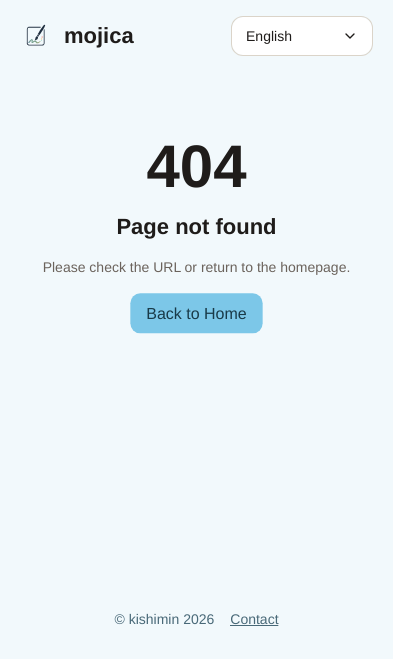 mojica
English
404
Page not found
Please check the URL or return to the homepage.
Back to Home
© kishimin 2026 Contact